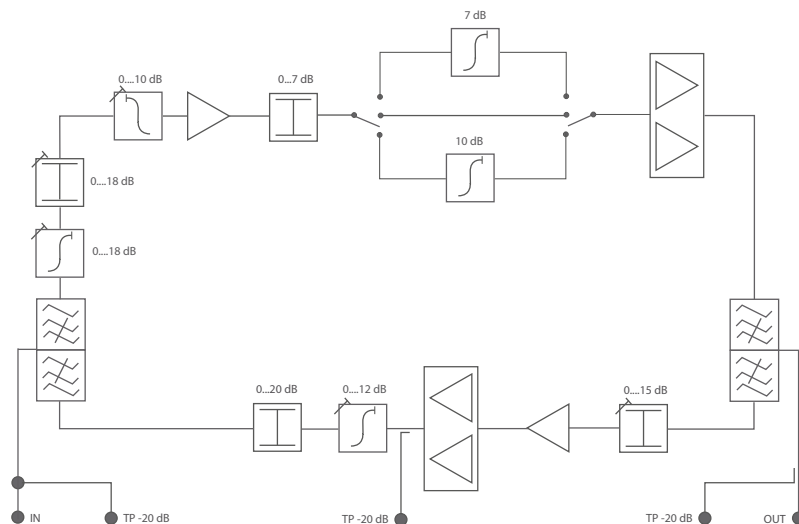 7 dB
0....10 dB
0...7 dB
10 dB
0....18 dB
0....18 dB
0...20 dB
0....12 dB
0....15 dB
IN
TP -20 dB
TP -20 dB
TP -20 dB
OUT